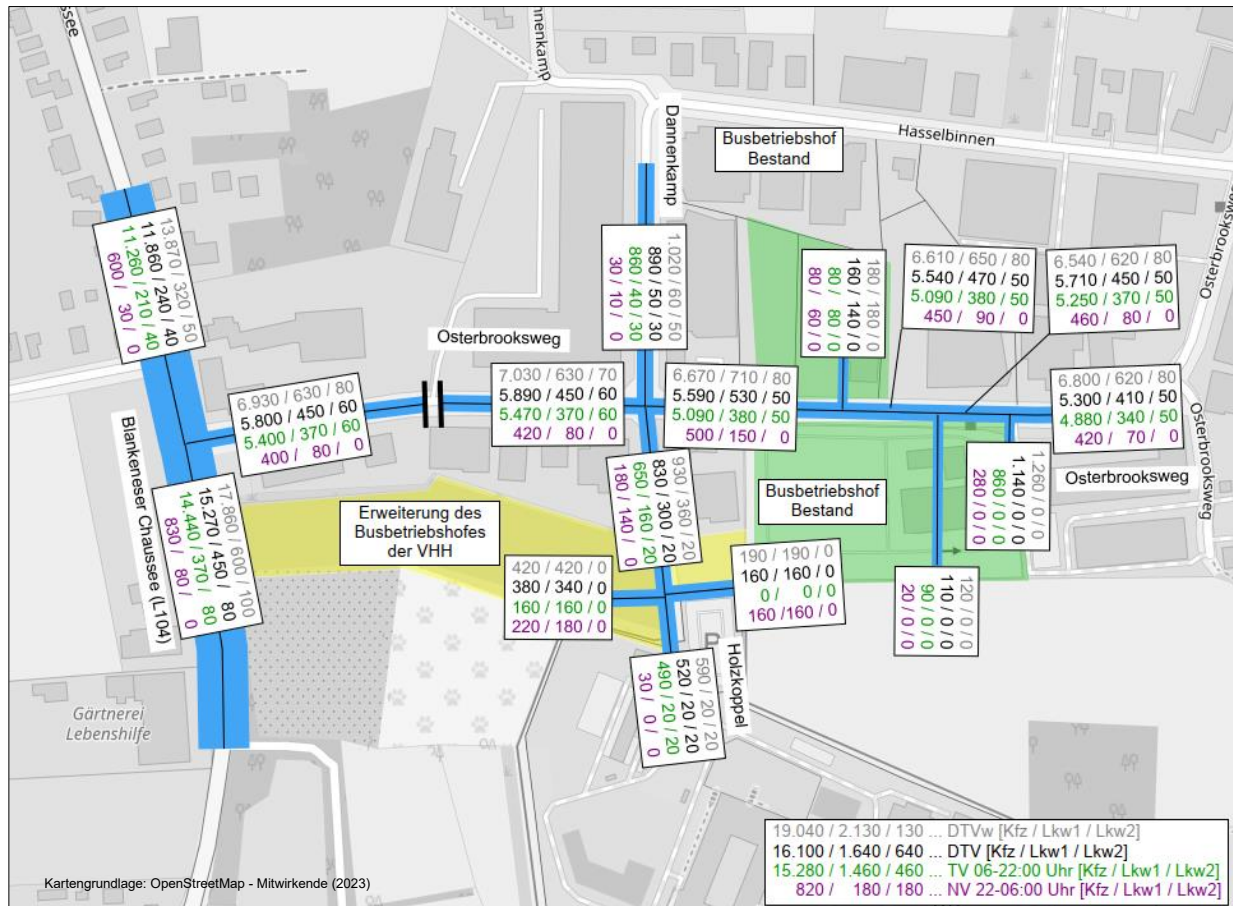 ssee
nnenkamp
Dannenkamp
Busbetriebshof
Bestand
Hasselbinnen
Osterbrooksweg
13.870 / 320 / 50
11.860 / 240 / 40
11.260 / 210 / 40
600 / 30 / 0
1.020 / 60 / 50
890 / 50 / 30
860 / 40 / 30
30 / 10 / 0
180 / 180 / 0
160 / 140 / 0
80 / 80 / 0
80 / 60 / 0
6.610 / 650 / 80
5.540 / 470 / 50
5.090 / 380 / 50
450 / 90 / 0
6.540 / 620 / 80
5.710 / 450 / 50
5.250 / 370 / 50
460 / 80 / 0
Osterbrooksweg
6.930 / 630 / 80
5.800 / 450 / 60
5.400 / 370 / 60
400 / 80 / 0
7.030 / 630 / 70
5.890 / 450 / 60
5.470 / 370 / 60
420 / 80 / 0
6.670 / 710 / 80
5.590 / 530 / 50
5.090 / 380 / 50
500 / 150 / 0
6.800 / 620 / 80
5.300 / 410 / 50
4.880 / 340 / 50
420 / 70 / 0
Osterbrooksweg
Osterbrooksweg
Blankeneser Chaussee (L104)
17.860 / 600 / 100
15.270 / 450 / 80
14.440 / 370 / 80
830 / 80 / 0
Erweiterung des
Busbetriebshofes
der VHH
930 / 360 / 20
830 / 300 / 20
650 / 160 / 20
180 / 140 / 0
Busbetriebshof
Bestand
1.260 / 0 / 0
1.140 / 0 / 0
860 / 0 / 0
280 / 0 / 0
420 / 420 / 0
380 / 340 / 0
160 / 160 / 0
220 / 180 / 0
190 / 190 / 0
160 / 160 / 0
0 / 0 / 0
160 /160 / 0
120 / 0 / 0
110 / 0 / 0
90 / 0 / 0
20 / 0 / 0
590 / 20 / 20
520 / 20 / 20
490 / 20 / 20
30 / 0 / 0
Holzkoppel
Gärtnerei
Lebenshilfe
19.040 / 2.130 / 130 ... DTVw [Kfz / Lkw1 / Lkw2]
16.100 / 1.640 / 640 ... DTV [Kfz / Lkw1 / Lkw2]
15.280 / 1.460 / 460 ... TV 06-22:00 Uhr [Kfz / Lkw1 / Lkw2]
820 / 180 / 180 ... NV 22-06:00 Uhr [Kfz / Lkw1 / Lkw2]
Kartengrundlage: OpenStreetMap - Mitwirkende (2023)